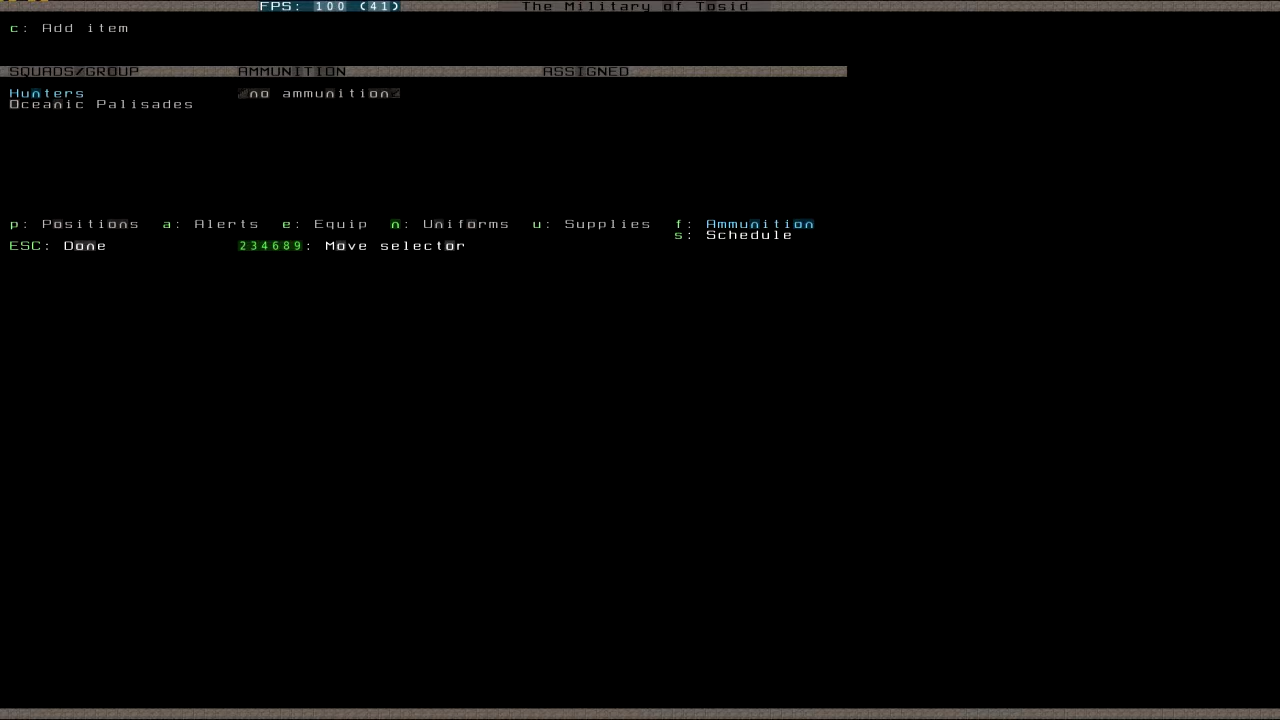 FPS: 100 (41) The Military of Tosid
c: Add item
SQUADS/GROUP AMMUNITION ASSIGNED
Hunters no ammunition
Oceanic Palisades
p: Positions a: Alerts e: Equip n: Uniforms u: Supplies f: Ammunition
s: Schedule
ESC: Done 234689: Move selector